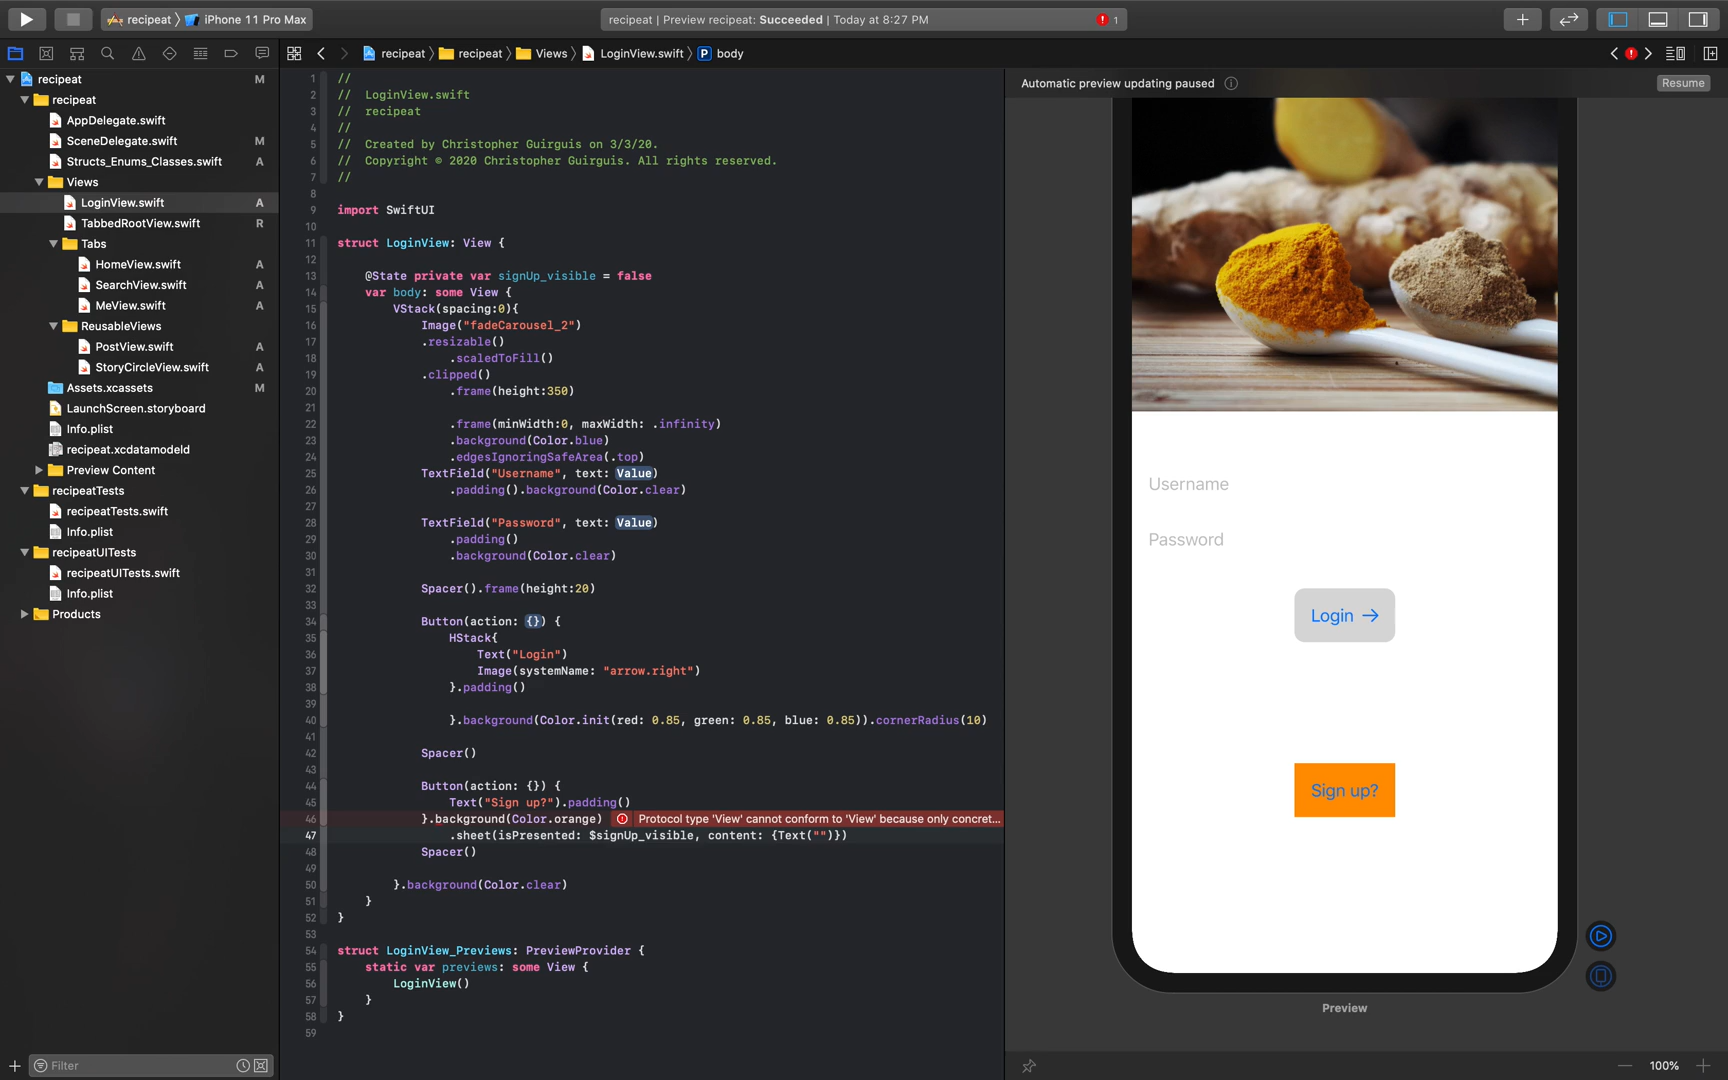 recipeat › iPhone 11 Pro Max
recipeat | Preview recipeat: Succeeded | Today at 8:27 PM
1
recipeat › recipeat › Views › LoginView.swift › P body
recipeat M
recipeat
AppDelegate.swift
SceneDelegate.swift M
Structs_Enums_Classes.swift A
Views
LoginView.swift A
TabbedRootView.swift R
Tabs
HomeView.swift A
SearchView.swift A
MeView.swift A
ReusableViews
PostView.swift A
StoryCircleView.swift A
Assets.xcassets M
LaunchScreen.storyboard
Info.plist
recipeat.xcdatamodeld
Preview Content
recipeatTests
recipeatTests.swift
Info.plist
recipeatUITests
recipeatUITests.swift
Info.plist
Products
Filter
1 //
2 //  LoginView.swift
3 //  recipeat
4 //
5 //  Created by Christopher Guirguis on 3/3/20.
6 //  Copyright © 2020 Christopher Guirguis. All rights reserved.
7 //
8
9 import SwiftUI
10
11 struct LoginView: View {
12
13     @State private var signUp_visible = false
14     var body: some View {
15         VStack(spacing:0){
16             Image("fadeCarousel_2")
17             .resizable()
18                 .scaledToFill()
19             .clipped()
20                 .frame(height:350)
21
22                 .frame(minWidth:0, maxWidth: .infinity)
23                 .background(Color.blue)
24                 .edgesIgnoringSafeArea(.top)
25             TextField("Username", text: Value)
26                 .padding().background(Color.clear)
27
28             TextField("Password", text: Value)
29                 .padding()
30                 .background(Color.clear)
31
32             Spacer().frame(height:20)
33
34             Button(action: {}) {
35                 HStack{
36                     Text("Login")
37                     Image(systemName: "arrow.right")
38                 }.padding()
39
40                 }.background(Color.init(red: 0.85, green: 0.85, blue: 0.85)).cornerRadius(10)
41
42             Spacer()
43
44             Button(action: {}) {
45                 Text("Sign up?").padding()
46             }.background(Color.orange) Protocol type 'View' cannot conform to 'View' because only concret...
47                 .sheet(isPresented: $signUp_visible, content: {Text("")})
48             Spacer()
49
50         }.background(Color.clear)
51     }
52 }
53
54 struct LoginView_Previews: PreviewProvider {
55     static var previews: some View {
56         LoginView()
57     }
58 }
59
Automatic preview updating paused
Resume
Username
Password
Login →
Sign up?
Preview
100%